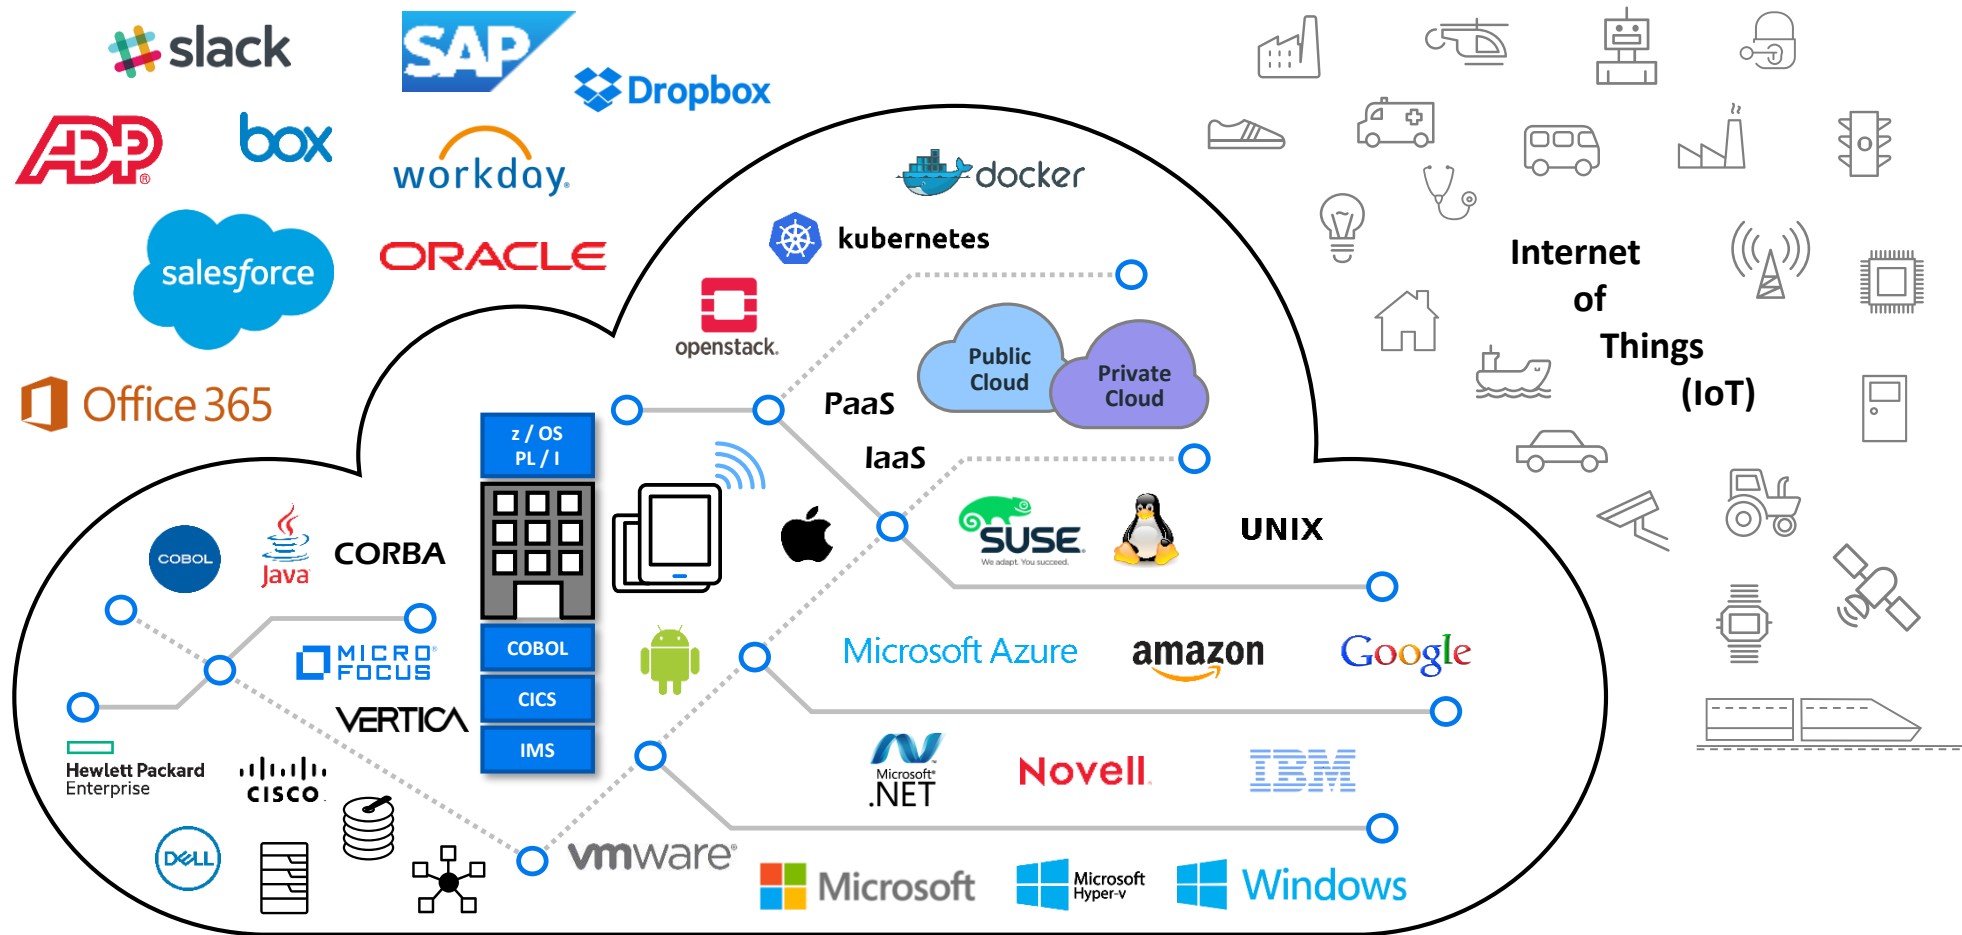 slack
SAP
Dropbox
ADP®
box
workday®
docker
kubernetes
salesforce
ORACLE
openstack®
Internet
of
Things
(IoT)
Public
Cloud
Private
Cloud
PaaS
IaaS
Office 365
z / OS
PL / I
COBOL
Java
CORBA
SUSE®
We adapt. You succeed.
UNIX
MICRO®
FOCUS
COBOL
CICS
IMS
Microsoft Azure
amazon
Google
VERTICA
Hewlett Packard
Enterprise
CISCO
Microsoft®
.NET
Novell®
IBM
DELL
vmware®
Microsoft
Microsoft
Hyper-v
Windows